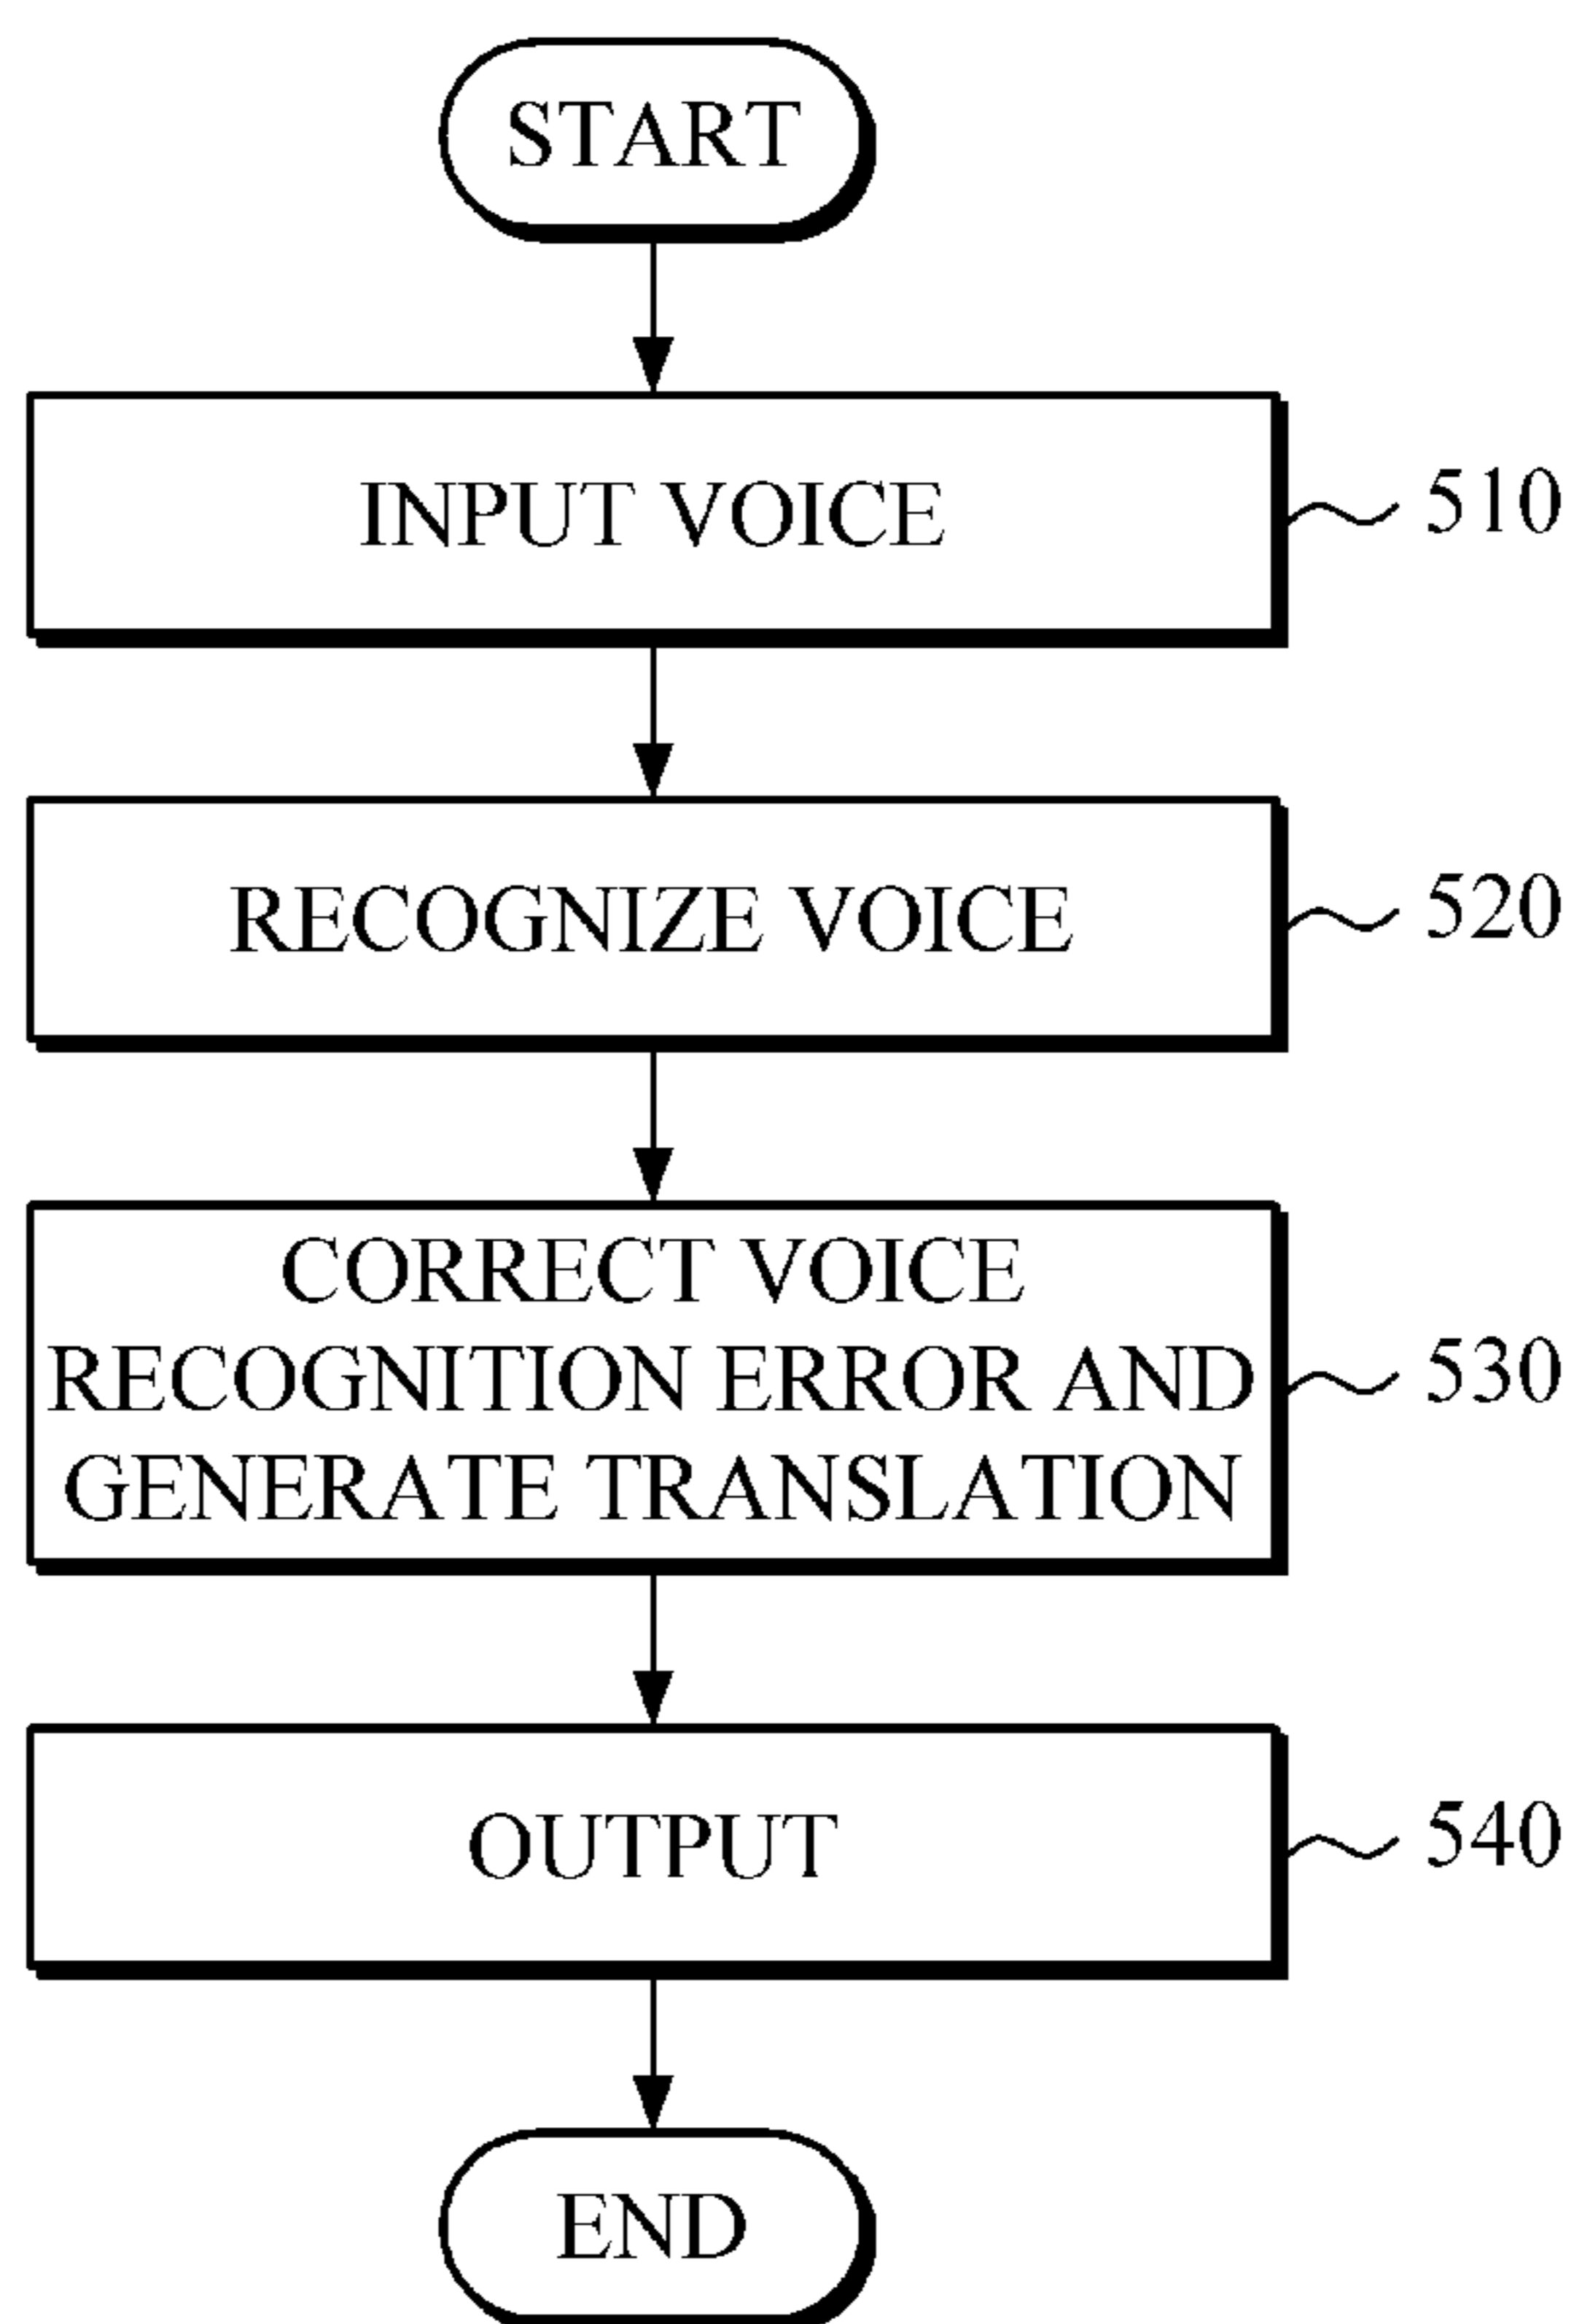 START
INPUT VOICE
510
RECOGNIZE VOICE
520
CORRECT VOICE
RECOGNITION ERROR AND
GENERATE TRANSLATION
530
OUTPUT
540
END